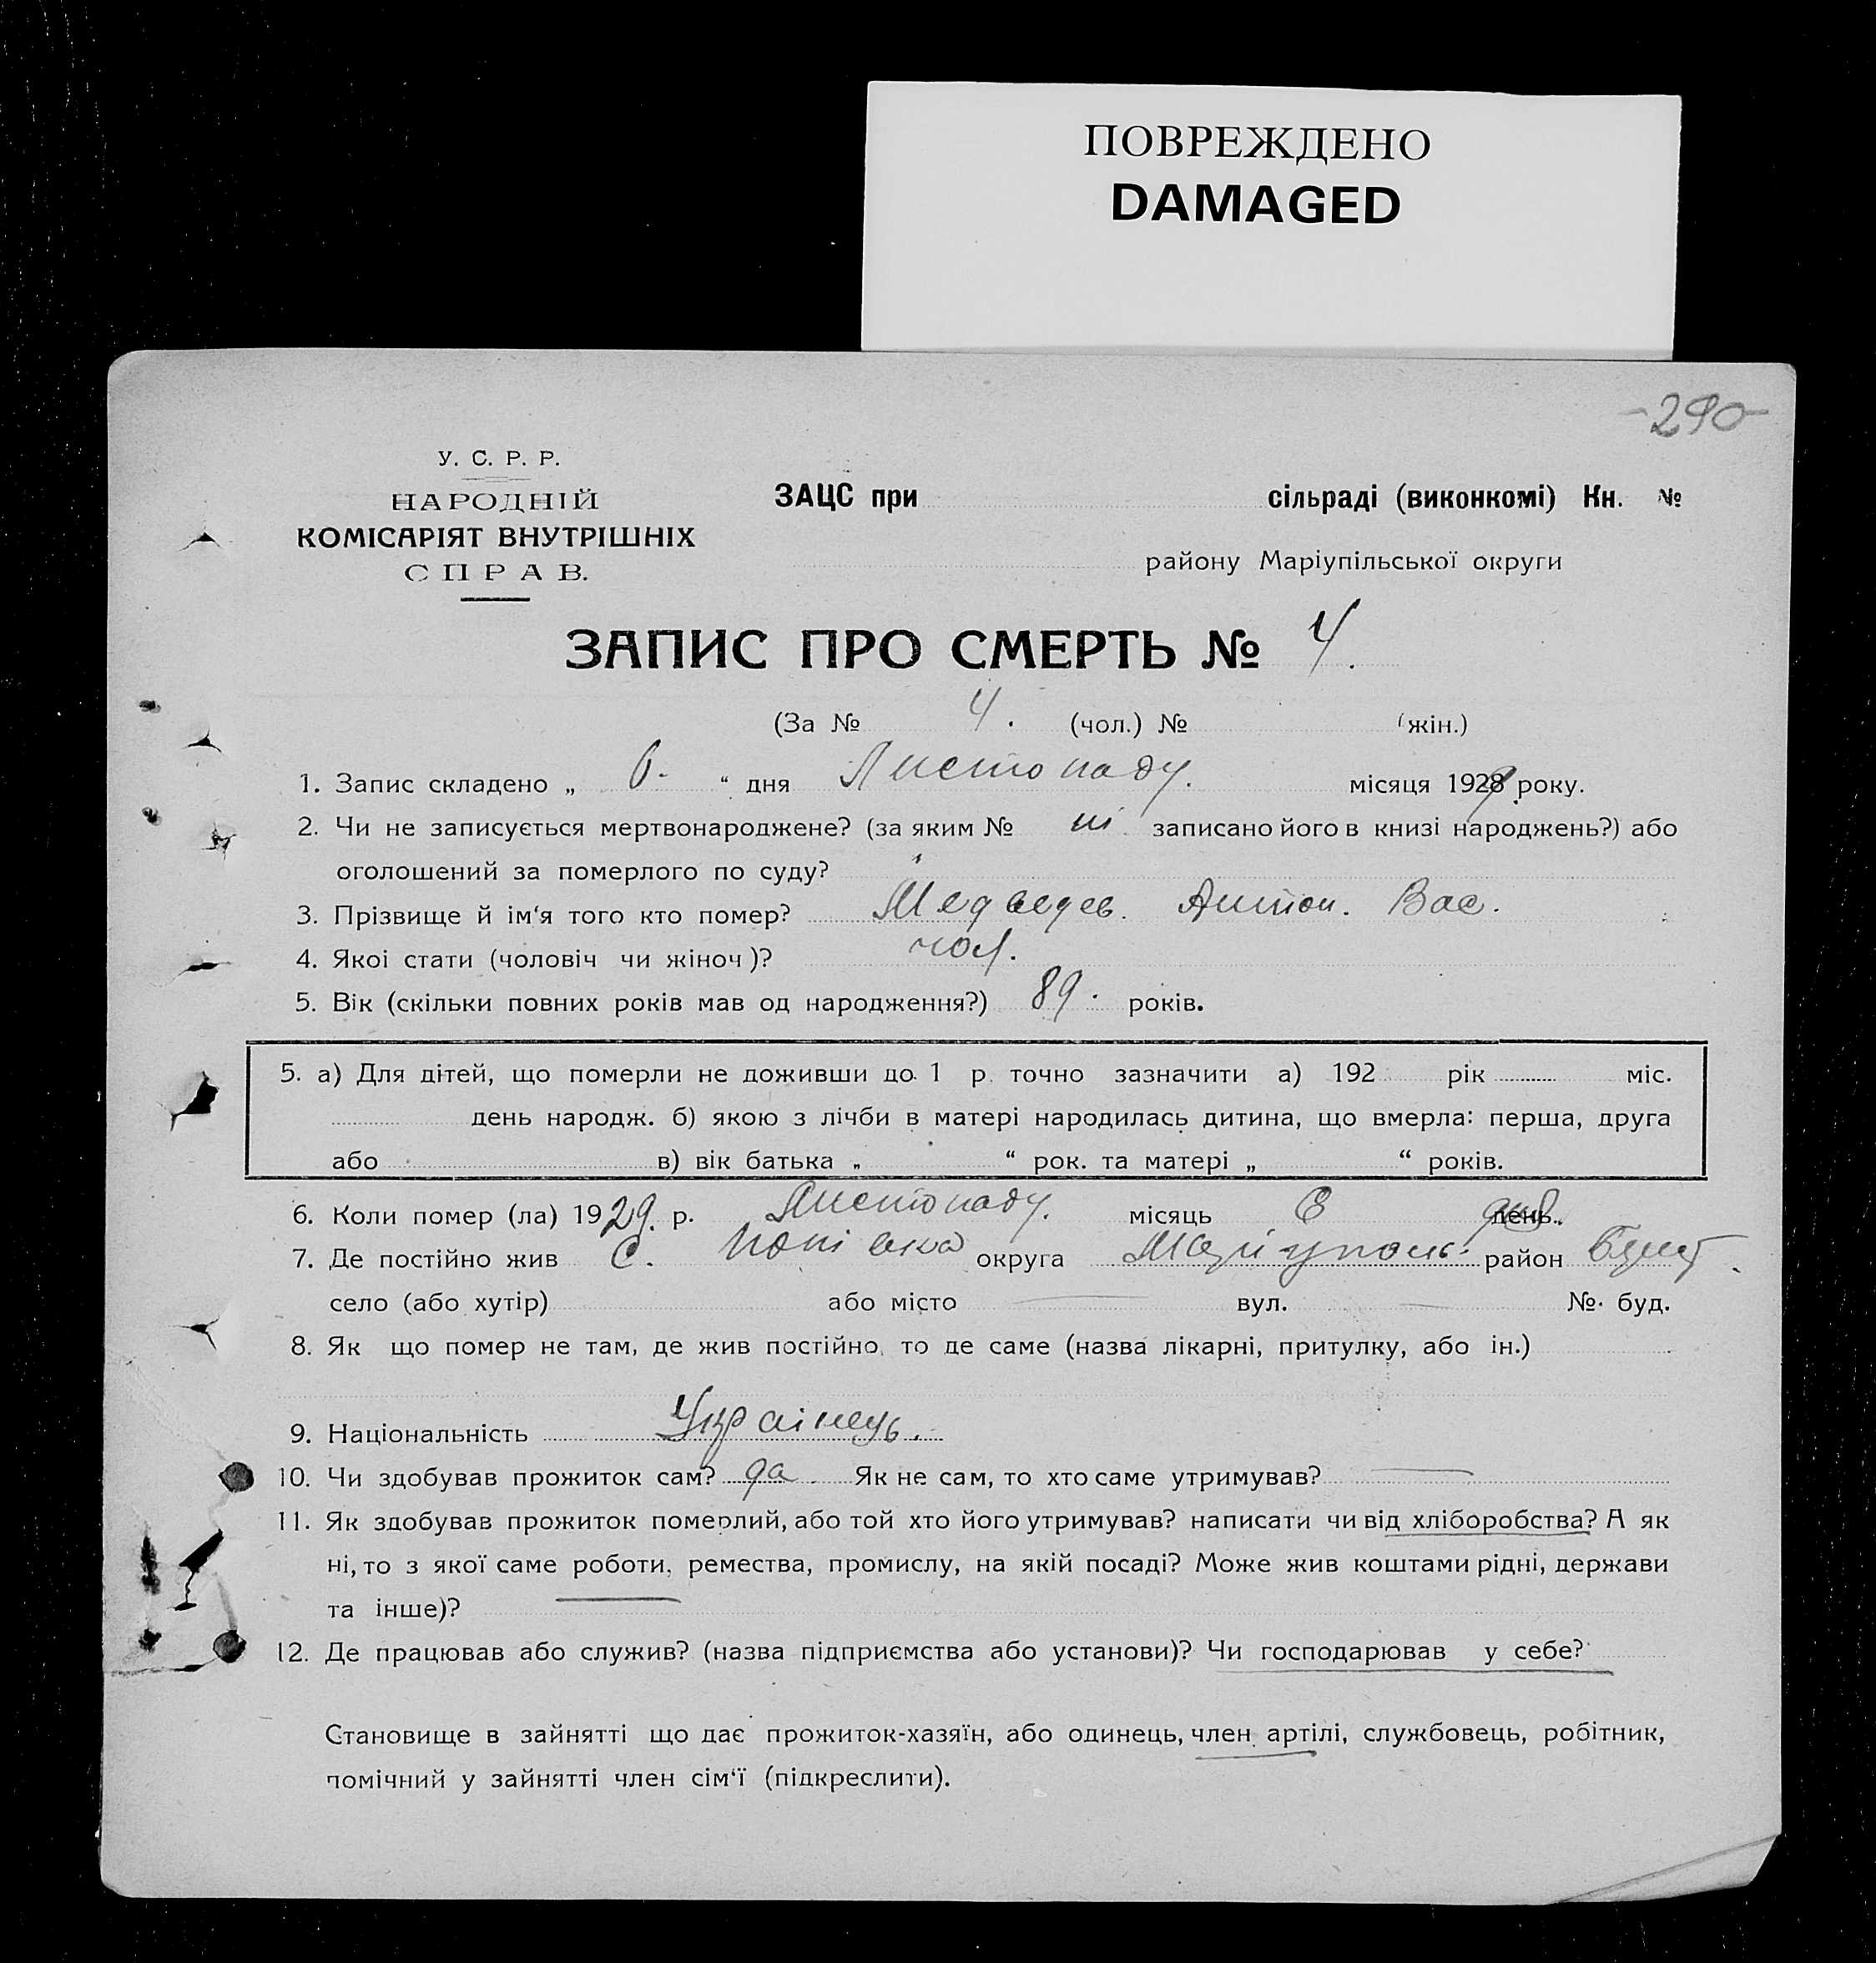 ПОВРЕЖДЕНО
DAMAGED
290
У. С. Р. Р.
НАРОДНІЙ
КОМІСАРІЯТ ВНУТРІШНІХ
СПРАВ.
ЗАЦС при сільраді (виконкомі) Кн. №
району Маріупільської округи
ЗАПИС ПРО СМЕРТЬ № 4.
(За № 4. (чол.) № (жін.)
1. Запис складено „ 6. “ дня Листопаду. місяця 1929 року.
2. Чи не записується мертвонароджене? (за яким № ні записано його в книзі народжень?) або
оголошений за померлого по суду?
3. Прізвище й ім‘я того кто помер? Медведев. Антон. Вас.
4. Якоі стати (чоловіч чи жіноч)? чол.
5. Вік (скільки повних років мав од народження?) 89. років.
5. а) Для дітей, що померли не доживши до 1 р точно зазначити а) 192 рік міс.
день народж. б) якою з лічби в матері народилась дитина, що вмерла: перша, друга
або в) вік батька „ “ рок. та матері „ “ років.
6. Коли помер (ла) 1929. р. Листопаду. місяць 6 день.
7. Де постійно жив С. округа Маріуполь. район
село (або хутір) або місто вул. №. буд.
8. Як що помер не там, де жив постійно, то де саме (назва лікарні, притулку, або ін.)
9. Національність Українець.
10. Чи здобував прожиток сам? да. Як не сам, то хто саме утримував?
11. Як здобував прожиток померлий, або той хто його утримував? написати чи від хліборобства? А як
ні, то з якої саме роботи, ремества, промислу, на якій посаді? Може жив коштами рідні, держави
та інше)?
12. Де працював або служив? (назва підприємства або установи)? Чи господарював у себе?
Становище в зайнятті що дає прожиток-хазяїн, або одинець, член артілі, службовець, робітник,
помічний у зайнятті член сім‘ї (підкреслити).